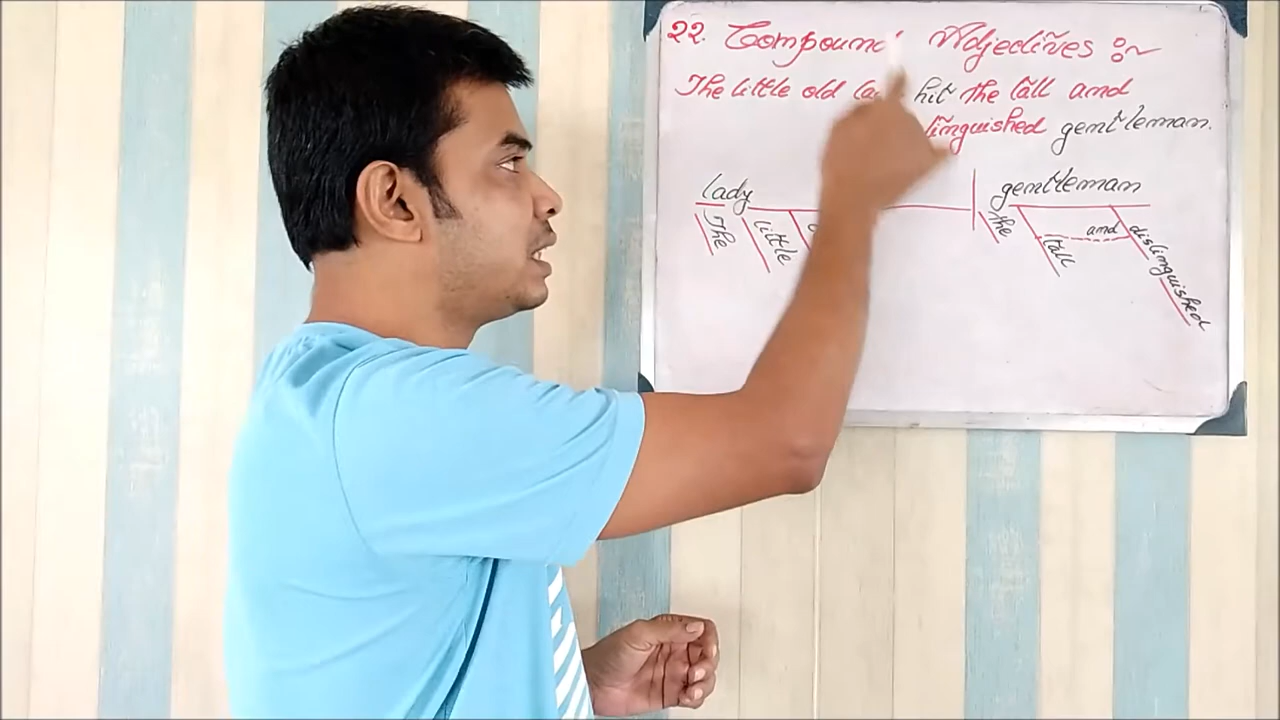 22. Compound Adjectives :~
The little old hit the tall and
gentleman.
lady gentleman
The little the tall and distinguished